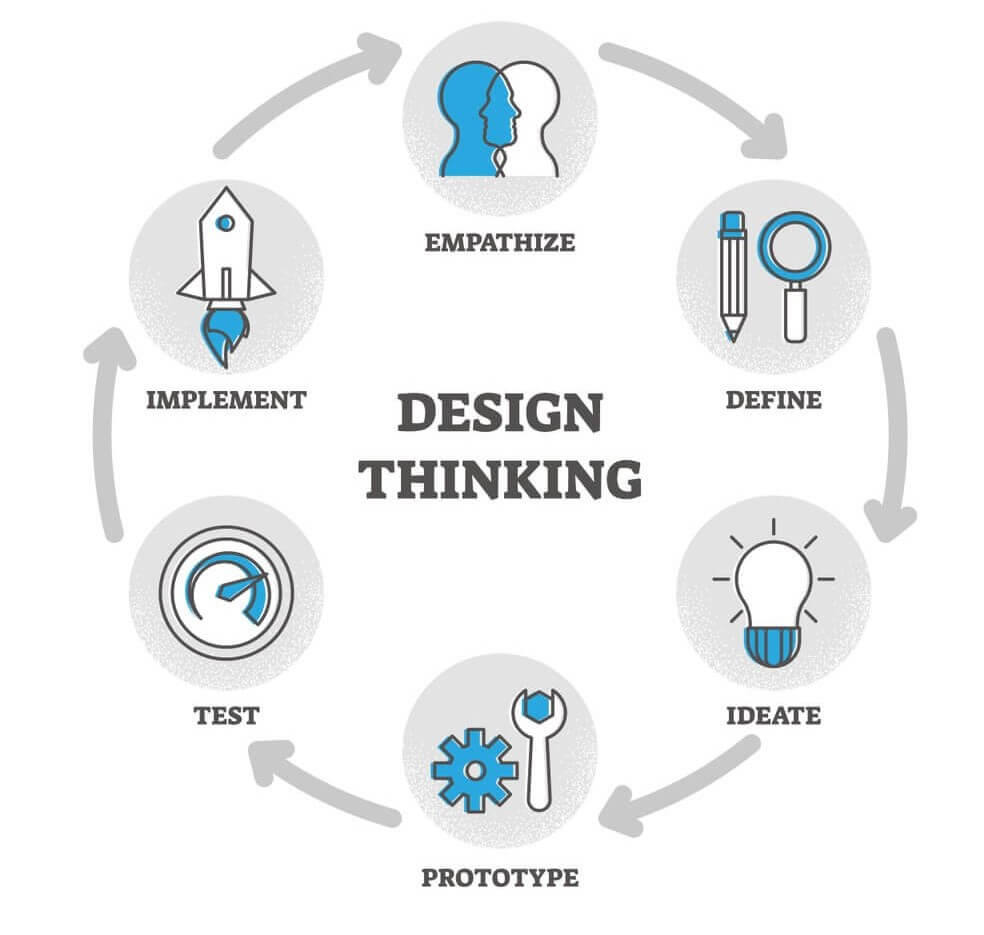 EMPATHIZE
DEFINE
IDEATE
PROTOTYPE
TEST
IMPLEMENT
DESIGN
THINKING